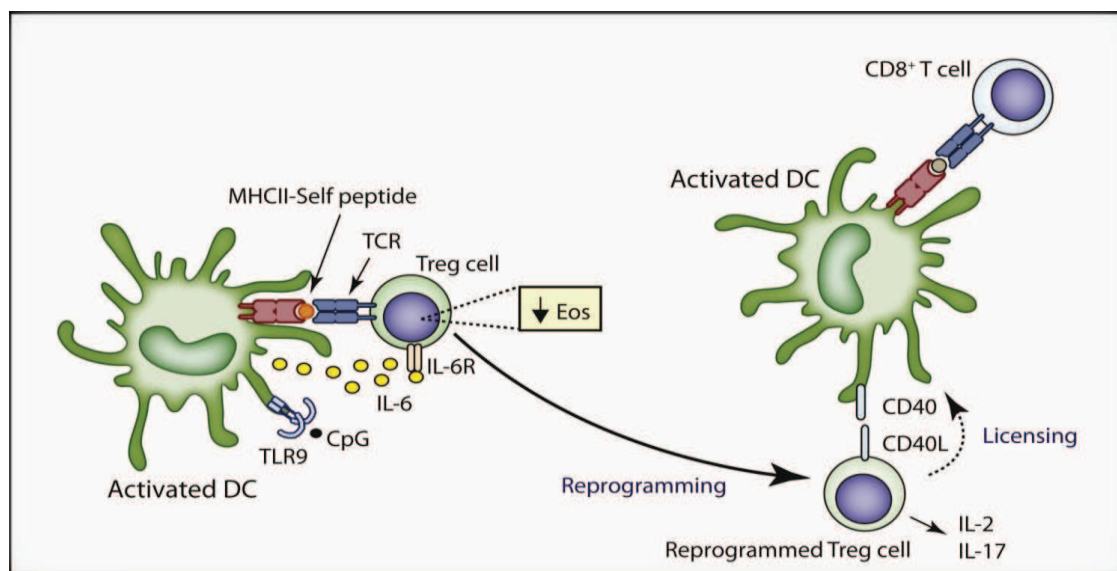 CD8⁺ T cell
Activated DC
MHCII-Self peptide
TCR
Treg cell
↓ Eos
IL-6R
IL-6
CpG
TLR9
Activated DC
CD40
CD40L
Licensing
Reprogramming
IL-2
IL-17
Reprogrammed Treg cell